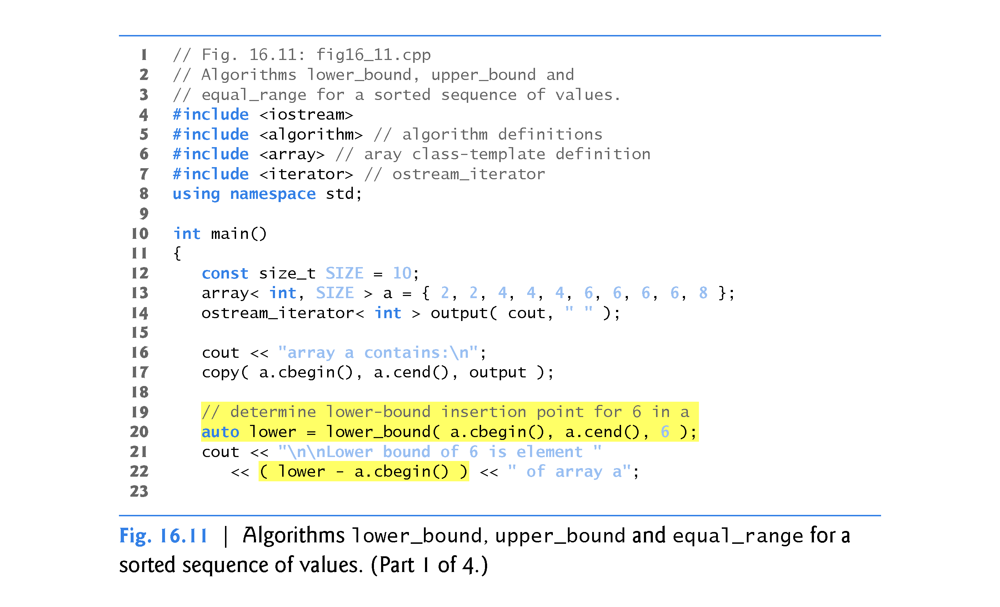 1 // Fig. 16.11: fig16_11.cpp
2 // Algorithms lower_bound, upper_bound and
3 // equal_range for a sorted sequence of values.
4 #include <iostream>
5 #include <algorithm> // algorithm definitions
6 #include <array> // aray class-template definition
7 #include <iterator> // ostream_iterator
8 using namespace std;
9
10 int main()
11 {
12    const size_t SIZE = 10;
13    array< int, SIZE > a = { 2, 2, 4, 4, 4, 6, 6, 6, 6, 8 };
14    ostream_iterator< int > output( cout, " " );
15
16    cout << "array a contains:\n";
17    copy( a.cbegin(), a.cend(), output );
18
19    // determine lower-bound insertion point for 6 in a
20    auto lower = lower_bound( a.cbegin(), a.cend(), 6 );
21    cout << "\n\nLower bound of 6 is element "
22       << ( lower - a.cbegin() ) << " of array a";
23
Fig. 16.11 | Algorithms lower_bound, upper_bound and equal_range for a
sorted sequence of values. (Part 1 of 4.)